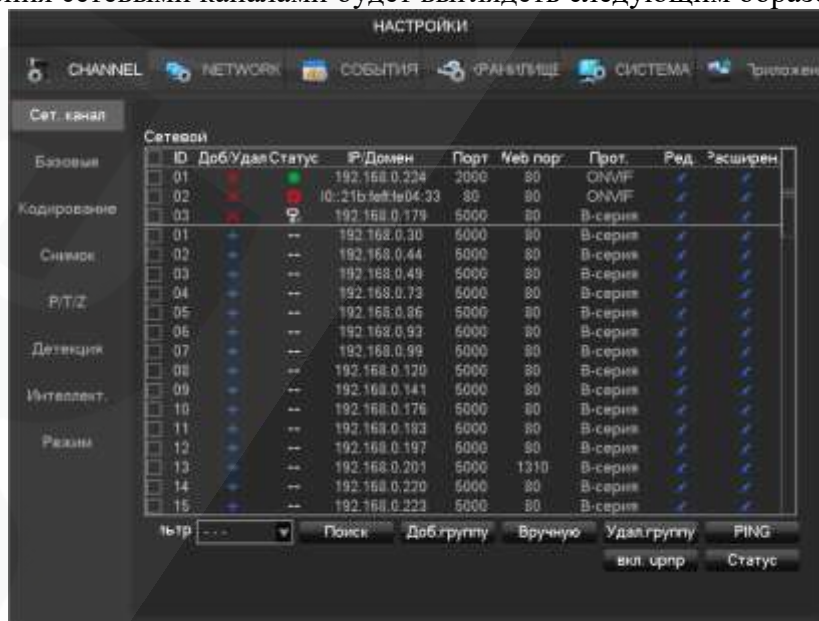 сетевыми каналами будет выглядеть следующим
НАСТРОЙКИ
CHANNEL NETWORK СОБЫТИЯ СИСТЕМА
Сет. канал
Базовые
Кодирование
Снимок
P/T/Z
Детекция
Интеллект.
Режим
Сетевой
ID Доб/Удал Статус IP/Домен Порт Прот. Ред.
01 192.168.0.224 2000 80 ONVIF
02 80 80 ONVIF
03 192.168.0.179 5000 80 В-серия
01 -- 192.168.0.30 5000 80 В-серия
02 -- 192.168.0.44 5000 80 В-серия
03 -- 192.168.0.49 5000 80 В-серия
04 -- 192.168.0.73 5000 80 В-серия
05 -- 192.168.0.86 5000 80 В-серия
06 -- 192.168.0.93 5000 80 В-серия
07 -- 192.168.0.99 5000 80 В-серия
08 -- 192.168.0.120 5000 80 В-серия
09 -- 192.168.0.141 5000 80 В-серия
10 -- 192.168.0.176 5000 80 В-серия
11 -- 192.168.0.183 5000 80 В-серия
12 -- 192.168.0.197 5000 80 В-серия
13 -- 192.168.0.201 5000 1310 В-серия
14 -- 192.168.0.220 5000 80 В-серия
15 -- 192.168.0.223 5000 80 В-серия
--- Поиск Доб.группу Вручную Удал.группу PING
вкл. Статус